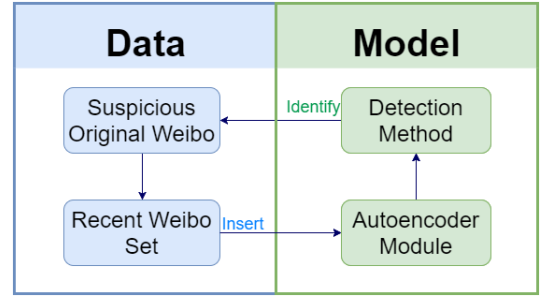 Data
Model
Suspicious
Original Weibo
Identify
Detection
Method
Recent Weibo
Set
Insert
Autoencoder
Module